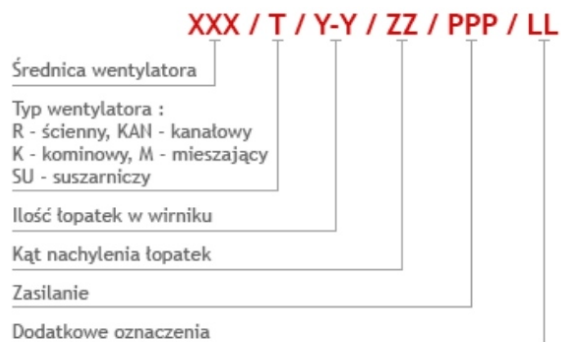 XXX / T / Y-Y / ZZ / PPP / LL
Średnica wentylatora
Typ wentylatora :
R - ścienny, KAN - kanałowy
K - kominowy, M - mieszający
SU - suszarniczy
Ilość łopatek w wirniku
Kąt nachylenia łopatek
Zasilanie
Dodatkowe oznaczenia